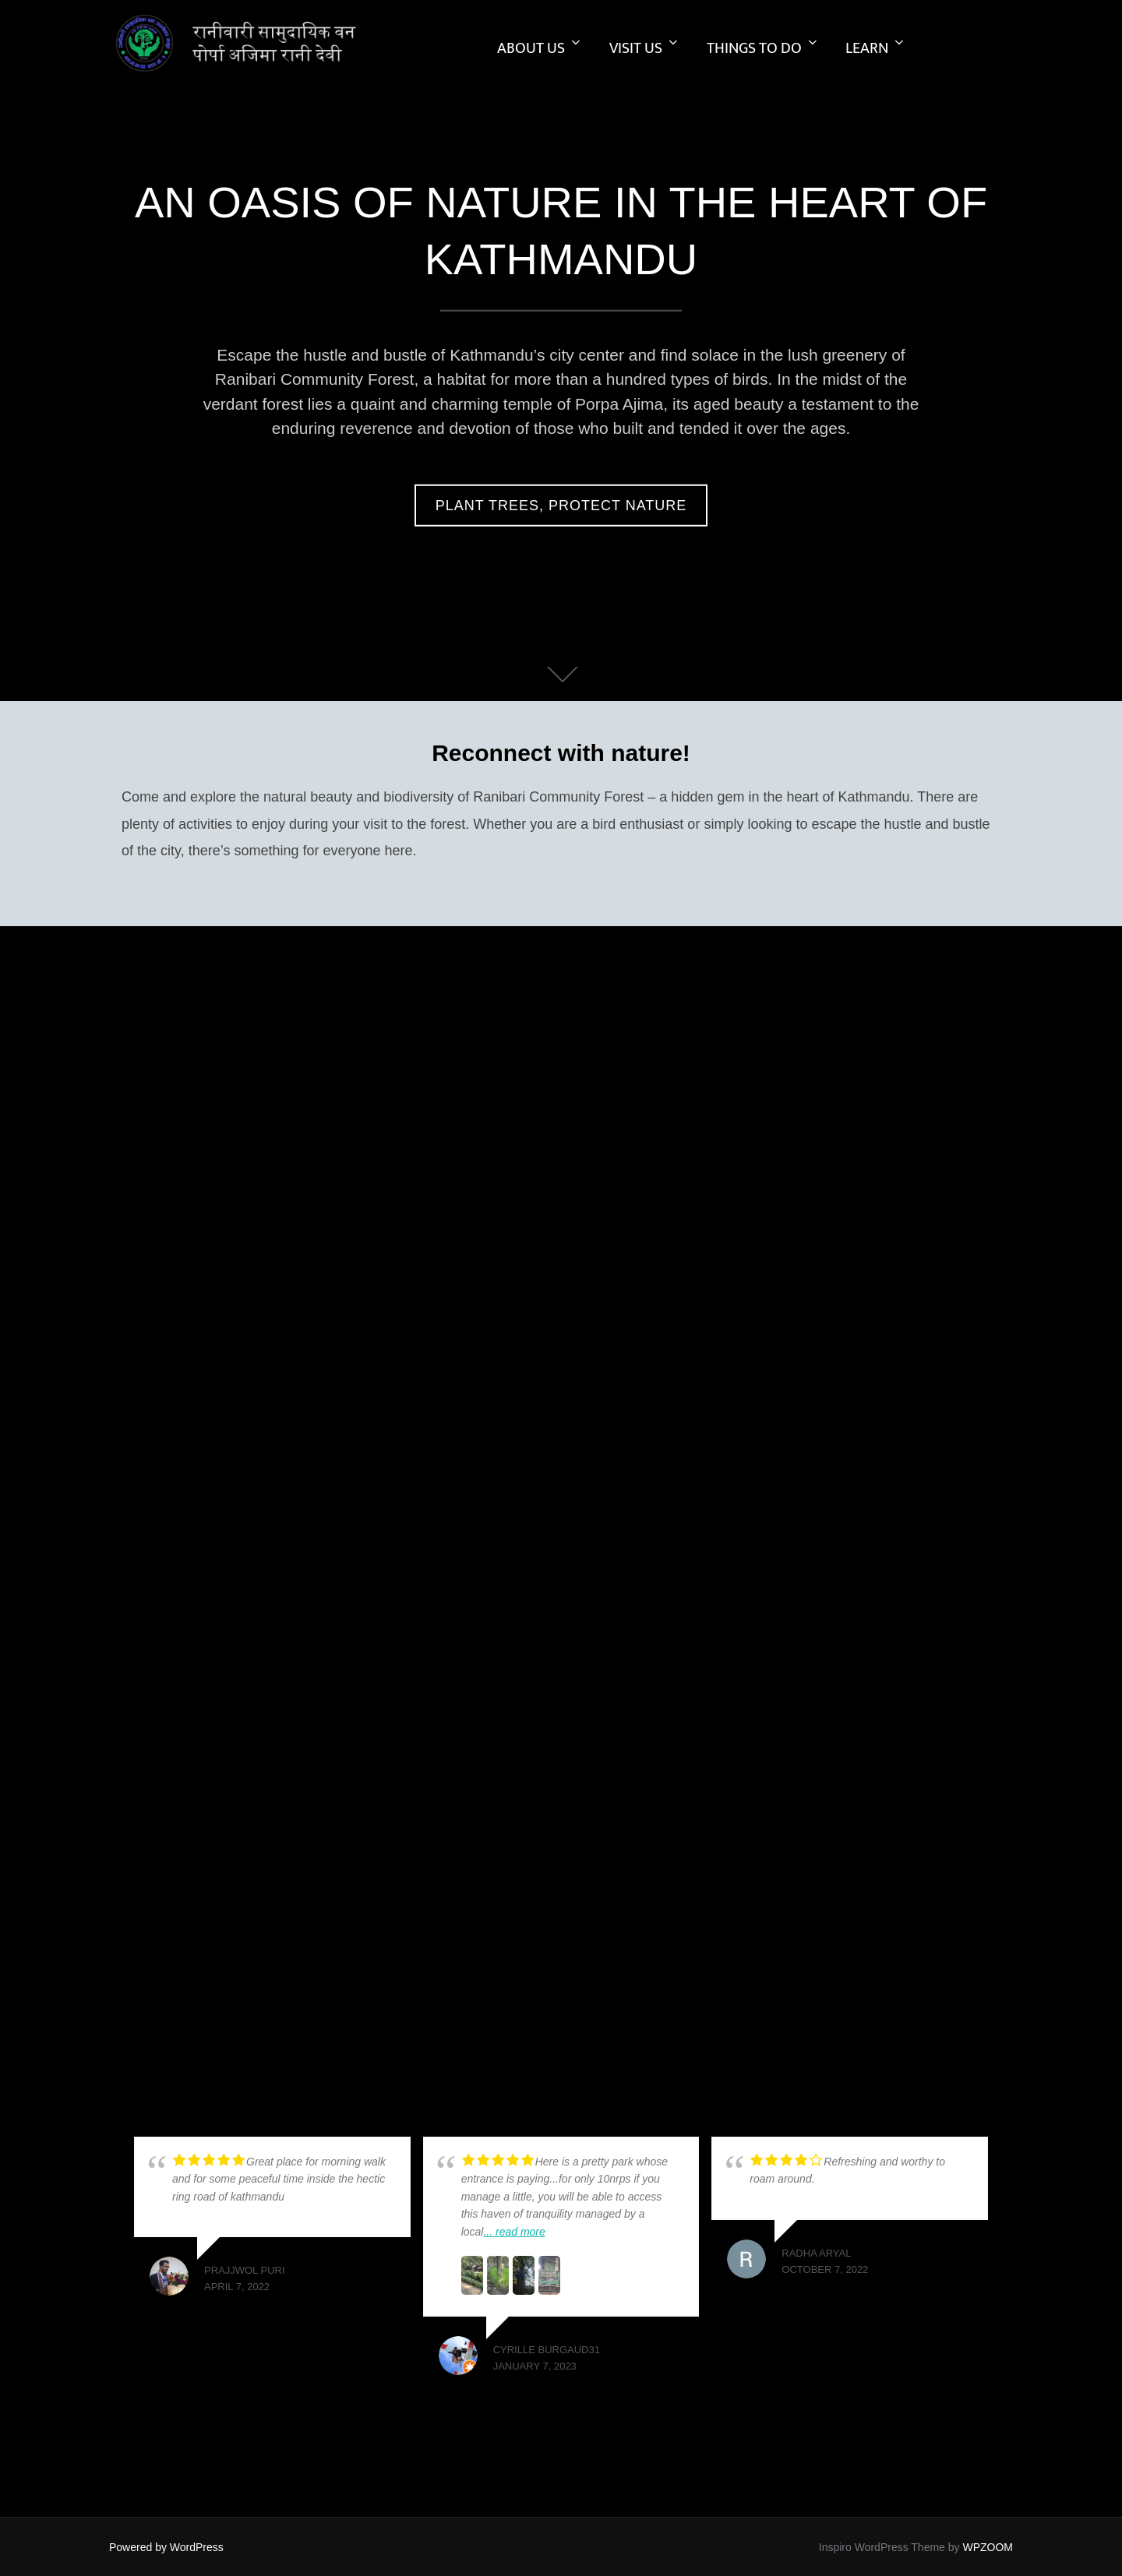 रानीवारी सामुदायिक वन
पोर्पा अजिमा रानी देवी
ABOUT US
VISIT US
THINGS TO DO
LEARN
AN OASIS OF NATURE IN THE HEART OF
KATHMANDU
Escape the hustle and bustle of Kathmandu’s city center and find solace in the lush greenery of
Ranibari Community Forest, a habitat for more than a hundred types of birds. In the midst of the
verdant forest lies a quaint and charming temple of Porpa Ajima, its aged beauty a testament to the
enduring reverence and devotion of those who built and tended it over the ages.
PLANT TREES, PROTECT NATURE
Reconnect with nature!
Come and explore the natural beauty and biodiversity of Ranibari Community Forest – a hidden gem in the heart of Kathmandu. There are
plenty of activities to enjoy during your visit to the forest. Whether you are a bird enthusiast or simply looking to escape the hustle and bustle
of the city, there’s something for everyone here.
Great place for morning walk
and for some peaceful time inside the hectic
ring road of kathmandu
PRAJJWOL PURI
APRIL 7, 2022
Here is a pretty park whose
entrance is paying...for only 10nrps if you
manage a little, you will be able to access
this haven of tranquility managed by a
local... read more
CYRILLE BURGAUD31
JANUARY 7, 2023
Refreshing and worthy to
roam around.
R
RADHA ARYAL
OCTOBER 7, 2022
Powered by WordPress
Inspiro WordPress Theme by WPZOOM